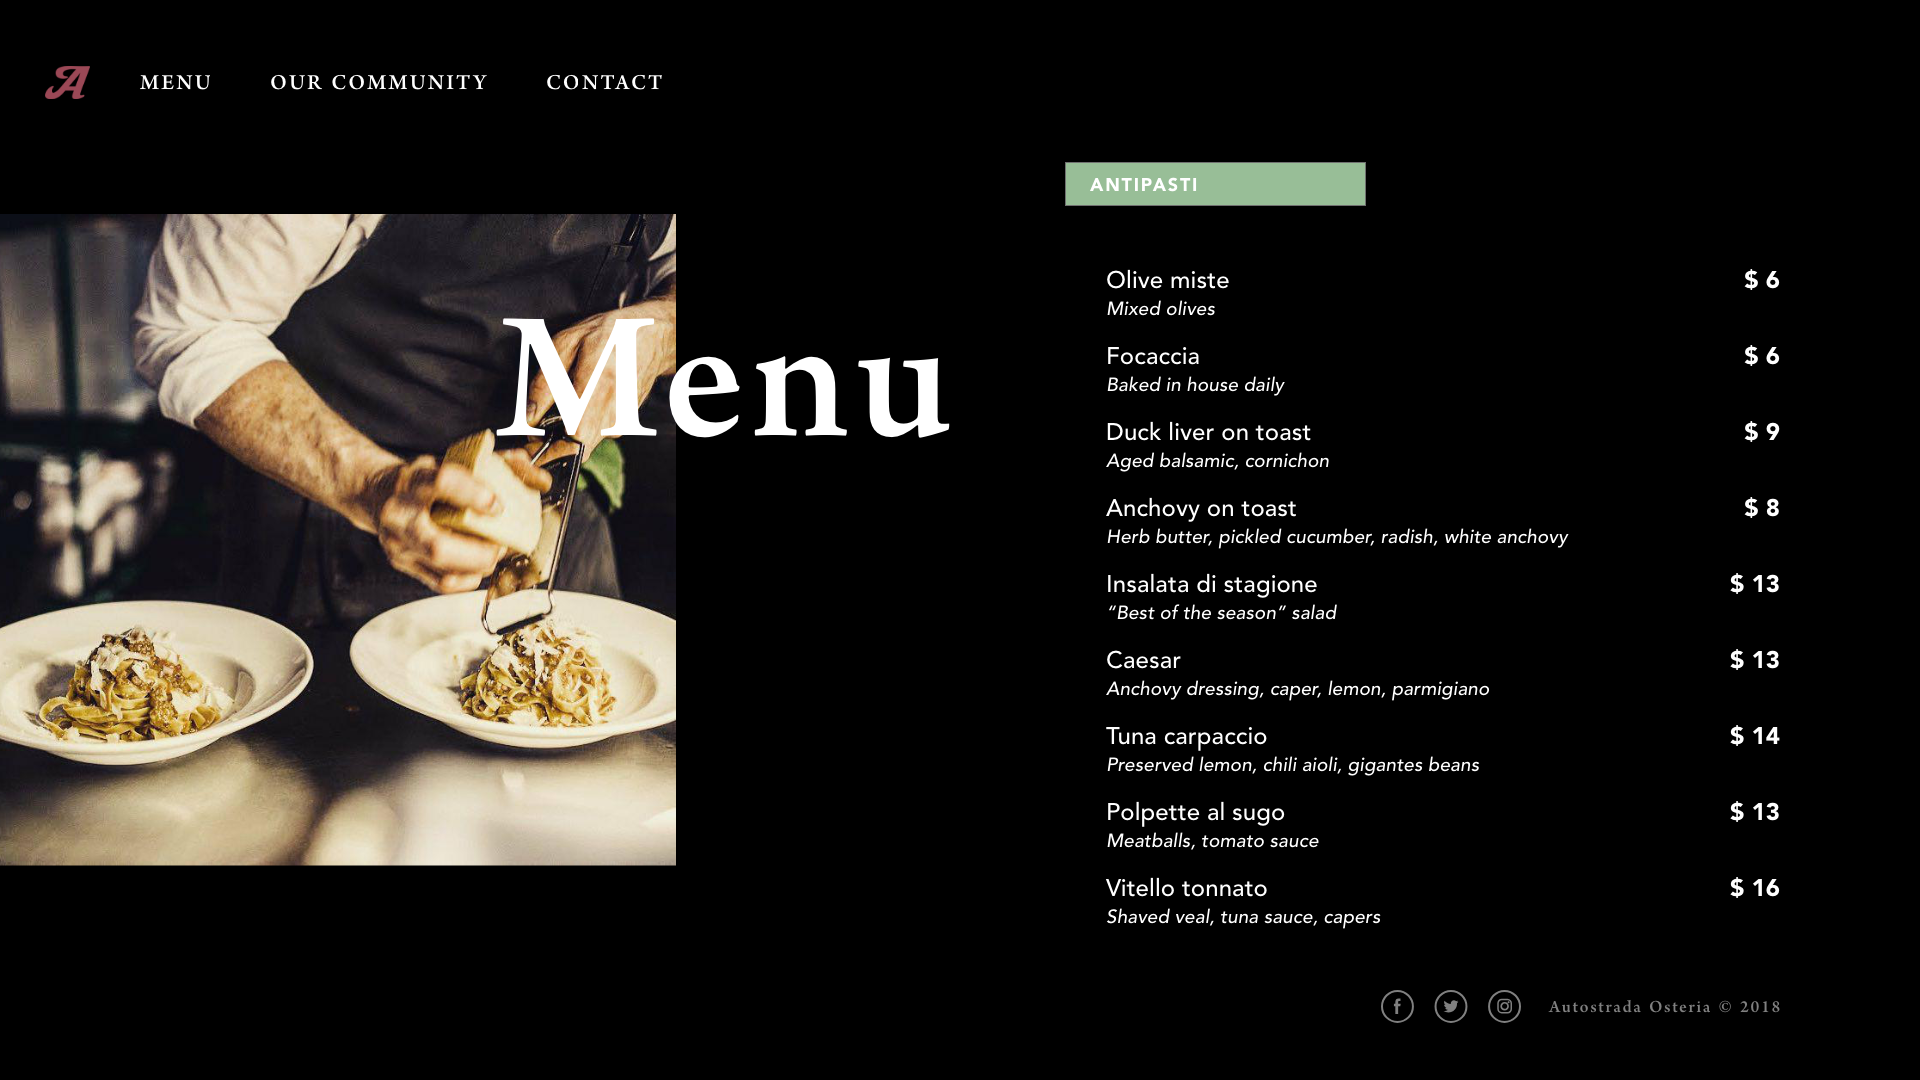 A
MENU OUR COMMUNITY CONTACT
Menu
ANTIPASTI
Olive miste $ 6
Mixed olives
Focaccia $ 6
Baked in house daily
Duck liver on toast $ 9
Aged balsamic, cornichon
Anchovy on toast $ 8
Herb butter, pickled cucumber, radish, white anchovy
Insalata di stagione $ 13
“Best of the season” salad
Caesar $ 13
Anchovy dressing, caper, lemon, parmigiano
Tuna carpaccio $ 14
Preserved lemon, chili aioli, gigantes beans
Polpette al sugo $ 13
Meatballs, tomato sauce
Vitello tonnato $ 16
Shaved veal, tuna sauce, capers
Autostrada Osteria © 2018